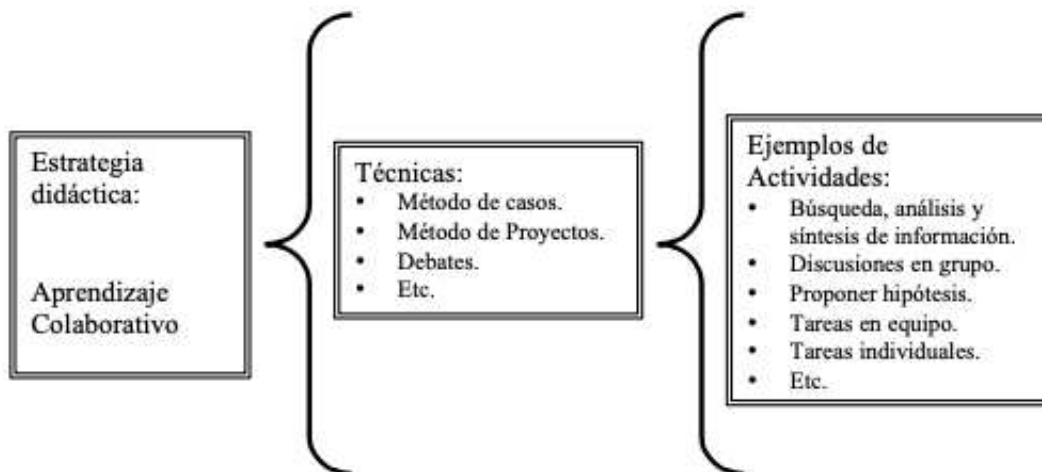 Estrategia
didáctica:
Aprendizaje
Colaborativo
Técnicas:
• Método de casos.
• Método de Proyectos.
• Debates.
• Etc.
Ejemplos de
Actividades:
• Búsqueda, análisis y
síntesis de información.
• Discusiones en grupo.
• Proponer hipótesis.
• Tareas en equipo.
• Tareas individuales.
• Etc.